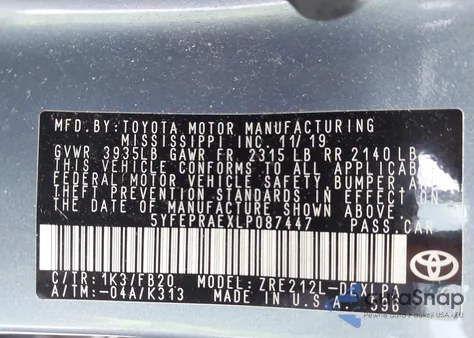 MFD. BY: TOYOTA MOTOR MANUFACTURING
MISSISSIPPI INC. 11/19
GVWR 3935LB GAWR FR 2315 LB RR 2140 LB
THIS VEHICLE CONFORMS TO ALL APPLICABLE
FEDERAL MOTOR VEHICLE SAFETY, BUMPER, AND
THEFT PREVENTION STANDARDS IN EFFECT ON
THE DATE OF MANUFACTURE SHOWN ABOVE.
5YFEPRAEXLP087447 PASS.CAR
C/TR:1K3/FB20 MODEL: ZRE212L-DEXLPA
A/TM:-04A/K313 MADE IN U.S.A.
ClickaSnap